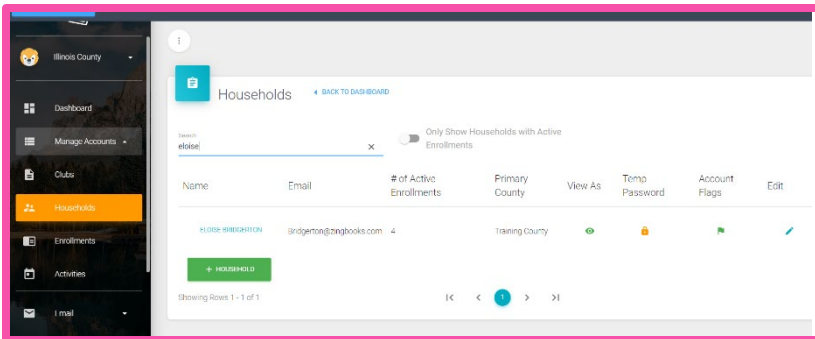 Illinois County
Dashboard
Manage Accounts
Clubs
Households
Enrollments
Activities
Email
Households
BACK TO DASHBOARD
Search
eloise
Only Show Households with Active
Enrollments
Name Email # of Active Enrollments Primary County View As Temp Password Account Flags Edit
ELOISE BRIDGERTON Bridgerton@zingbooks.com 4 Training County
+ HOUSEHOLD
Showing Rows 1 - 1 of 1
1